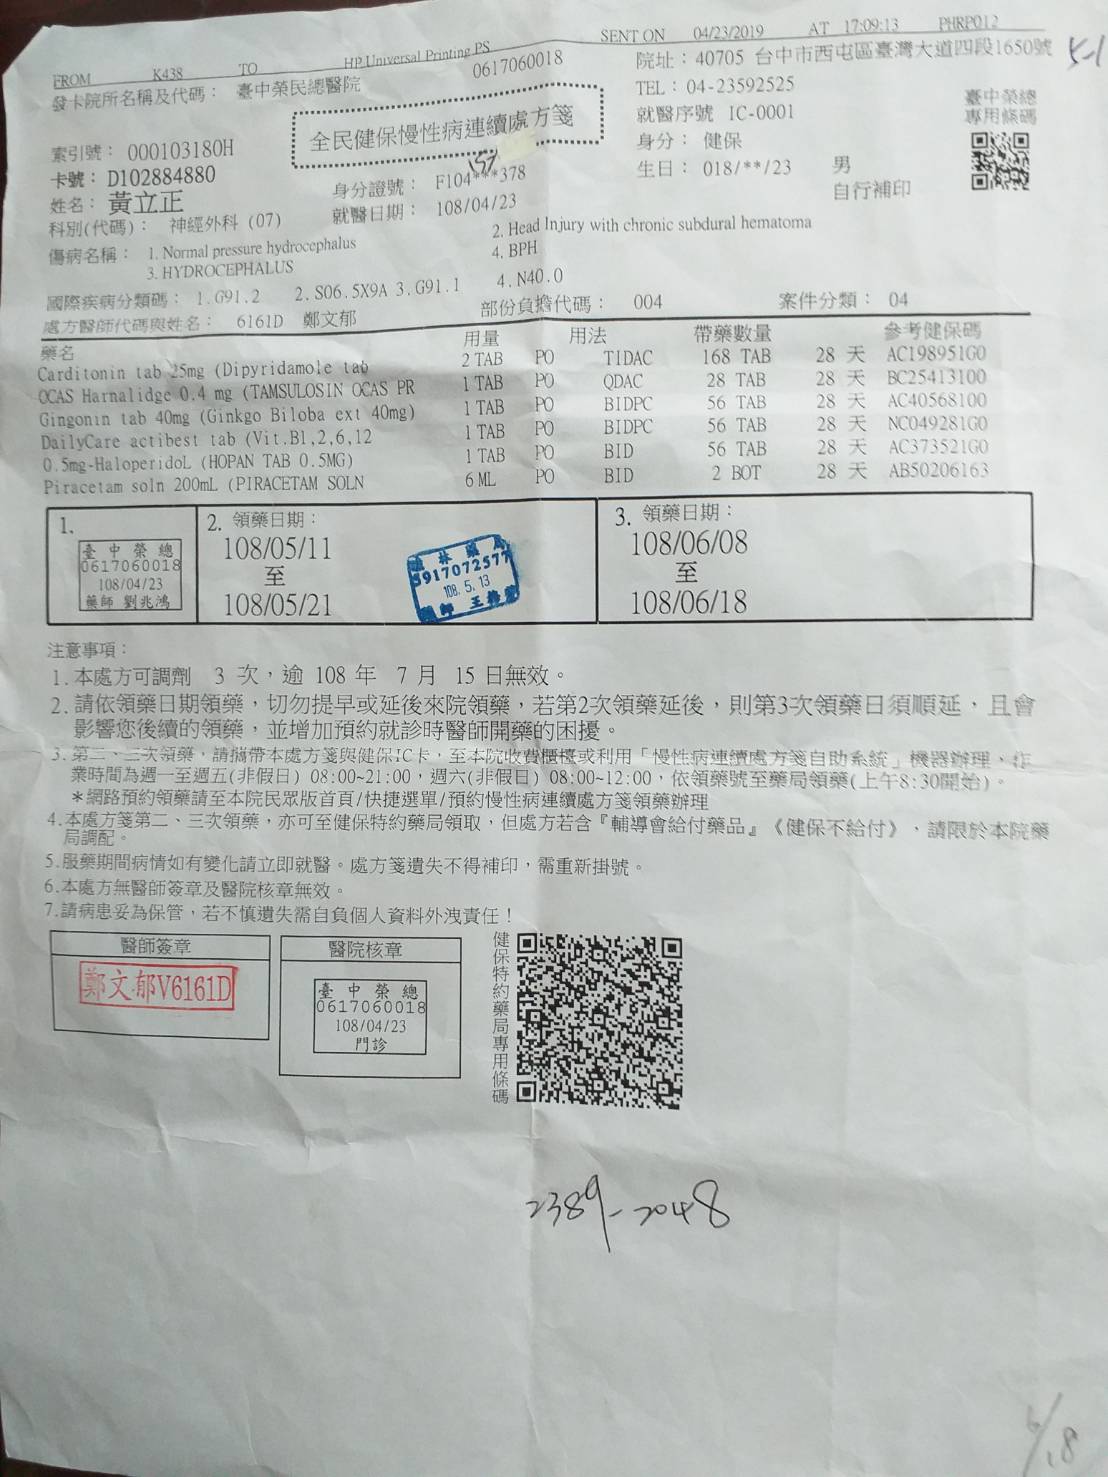 FROM K438 TO HP Universal Printing PS SENT ON 04/23/2019 AT 17:09:13 PHRP012
發卡院所名稱及代碼： 臺中榮民總醫院 0617060018 院址：40705 台中市西屯區臺灣大道四段1650號
5-1
TEL：04-23592525
全民健保慢性病連續處方箋
就醫序號 IC-0001
臺中榮總
專用條碼
索引號： 000103180H
身分： 健保
157
卡號：D102884880 身分證號： F104***378 生日： 018/**/23 男
姓名：黃立正 就醫日期： 108/04/23 自行補印
科別(代碼)： 神經外科 (07)
傷病名稱： 1. Normal pressure hydrocephalus 2. Head Injury with chronic subdural hematoma
3. HYDROCEPHALUS 4. BPH
國際疾病分類碼： 1.G91.2 2.S06.5X9A 3.G91.1 4.N40.0
處方醫師代碼與姓名： 6161D 鄭文郁 部份負擔代碼： 004 案件分類： 04
藥名 用量 用法 帶藥數量 參考健保碼
Carditonin tab 25mg (Dipyridamole tab 2 TAB PO TIDAC 168 TAB 28 天 AC198951G0
OCAS Harnalidge 0.4 mg (TAMSULOSIN OCAS PR 1 TAB PO QDAC 28 TAB 28 天 BC25413100
Gingonin tab 40mg (Ginkgo Biloba ext 40mg) 1 TAB PO BIDPC 56 TAB 28 天 AC40568100
DailyCare actibest tab (Vit.B1,2,6,12 1 TAB PO BIDPC 56 TAB 28 天 NC049281G0
0.5mg-HaloperidoL (HOPAN TAB 0.5MG) 1 TAB PO BID 56 TAB 28 天 AC373521G0
Piracetam soln 200mL (PIRACETAM SOLN 6 ML PO BID 2 BOT 28 天 AB50206163
1.
臺中榮總
0617060018
108/04/23
藥師 劉兆鴻
2. 領藥日期：
108/05/11
至
108/05/21
5917072577
108. 5. 13
3. 領藥日期：
108/06/08
至
108/06/18
注意事項：
1.本處方可調劑 3 次，逾 108 年 7 月 15 日無效。
2.請依領藥日期領藥，切勿提早或延後來院領藥，若第2次領藥延後，則第3次領藥日須順延，且會
影響您後續的領藥，並增加預約就診時醫師開藥的困擾。
3.第二、三次領藥，請攜帶本處方箋與健保IC卡，至本院收費櫃檯或利用「慢性病連續處方箋自助系統」機器辦理，作
業時間為週一至週五(非假日) 08:00~21:00，週六(非假日) 08:00~12:00，依領藥號至藥局領藥(上午8:30開始)。
＊網路預約領藥請至本院民眾版首頁/快捷選單/預約慢性病連續處方箋領藥辦理
4.本處方箋第二、三次領藥，亦可至健保特約藥局領取，但處方若含『輔導會給付藥品』《健保不給付》，請限於本院藥
局調配。
5.服藥期間病情如有變化請立即就醫。處方箋遺失不得補印，需重新掛號。
6.本處方無醫師簽章及醫院核章無效。
7.請病患妥為保管，若不慎遺失需自負個人資料外洩責任！
醫師簽章
鄭文郁V6161D
醫院核章
臺中榮總
0617060018
108/04/23
門診
健保特約藥局專用條碼
2389-2048
6/18